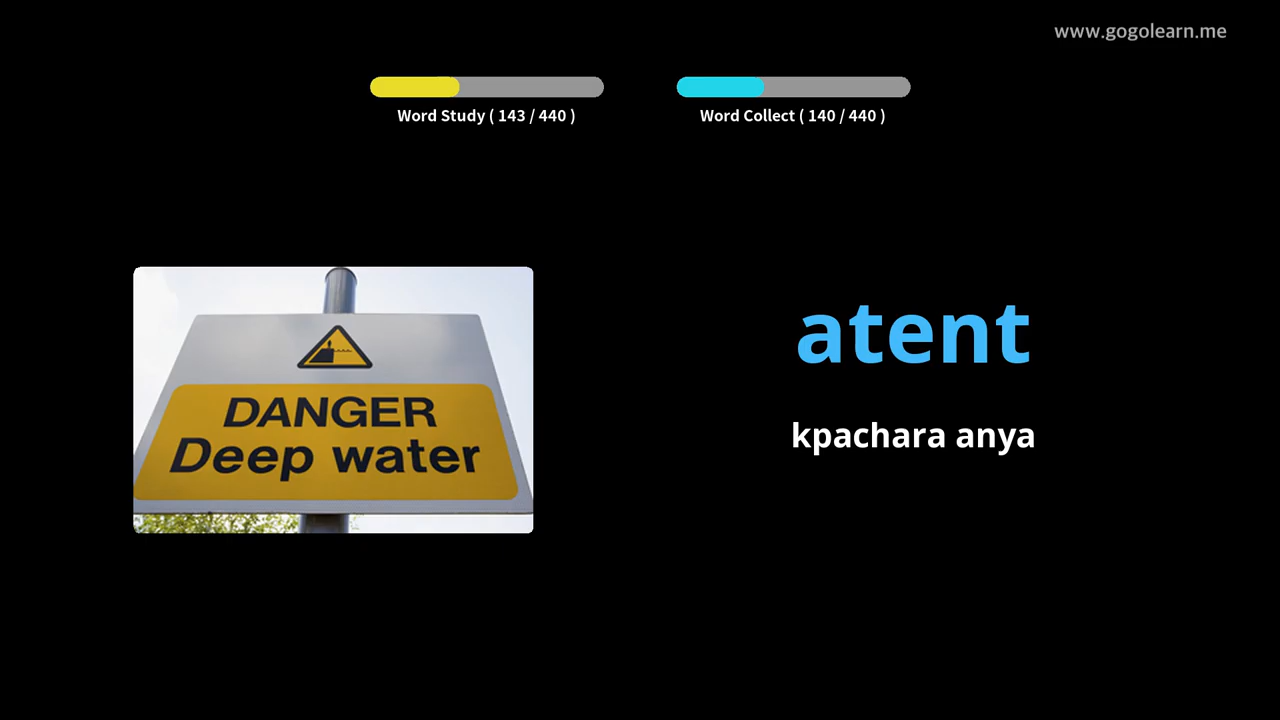 www.gogolearn.me
Word Study ( 143 / 440 )
Word Collect ( 140 / 440 )
DANGER
Deep water
atent
kpachara anya